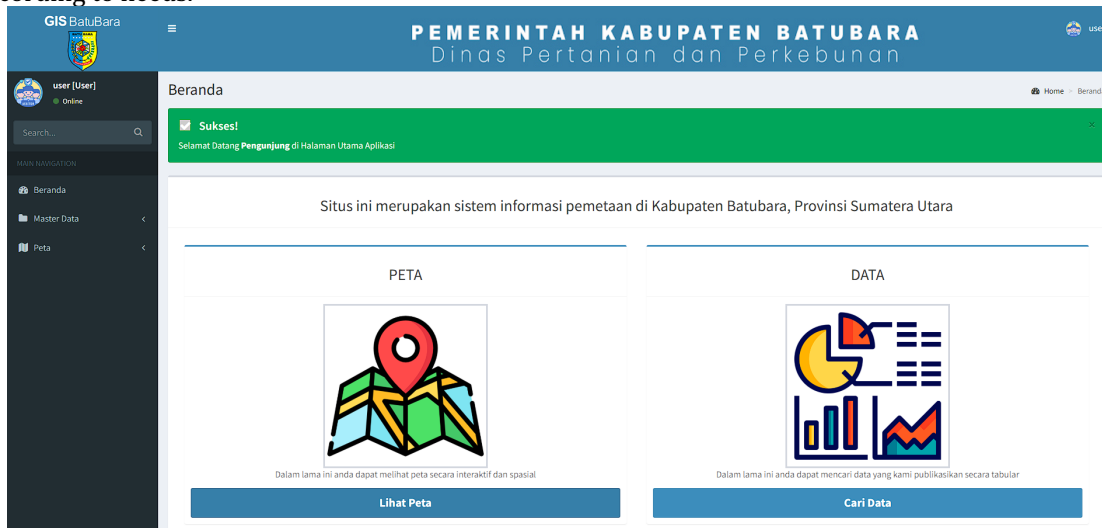 GIS BatuBara
PEMERINTAH KABUPATEN BATUBARA
Dinas Pertanian dan Perkebunan
use
user [User]
Online
Search...
MAIN NAVIGATION
Beranda
Master Data
Peta
Beranda
Home > Berand
Sukses!
Selamat Datang Pengunjung di Halaman Utama Aplikasi
Situs ini merupakan sistem informasi pemetaan di Kabupaten Batubara, Provinsi Sumatera Utara
PETA
Dalam lama ini anda dapat melihat peta secara interaktif dan spasial
Lihat Peta
DATA
Dalam lama ini anda dapat mencari data yang kami publikasikan secara tabular
Cari Data